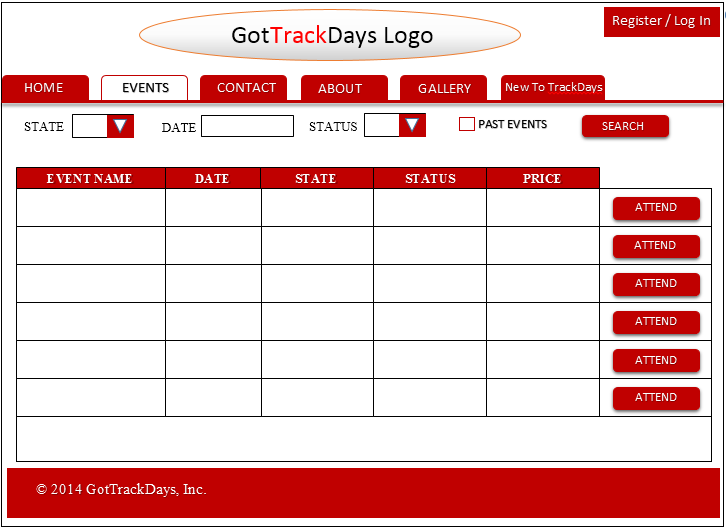 GotTrackDays Logo
Register / Log In
HOME EVENTS CONTACT ABOUT GALLERY New To TrackDays
STATE DATE STATUS PAST EVENTS SEARCH
EVENT NAME DATE STATE STATUS PRICE
ATTEND
ATTEND
ATTEND
ATTEND
ATTEND
ATTEND
© 2014 GotTrackDays, Inc.